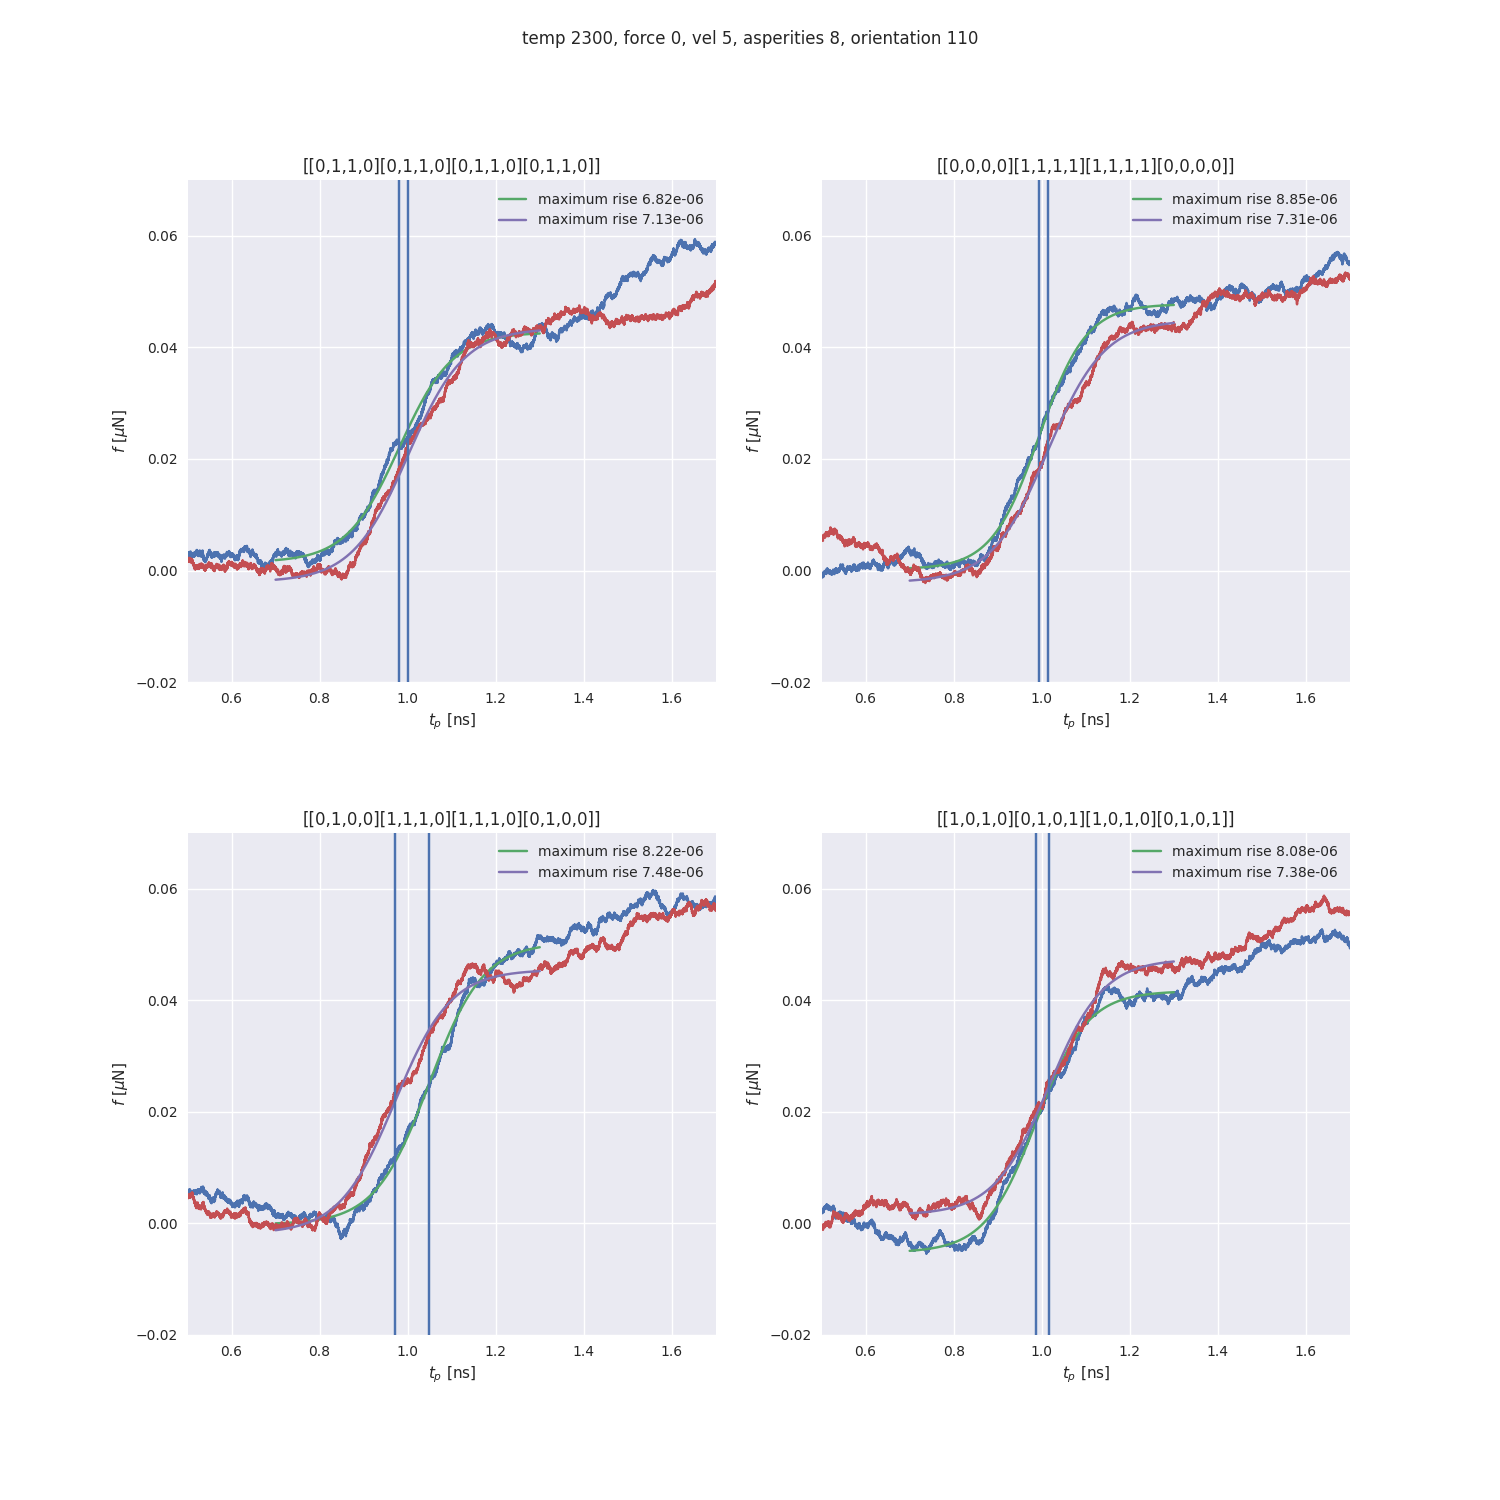 temp 2300, force 0, vel 5, asperities 8, orientation 110
[[0,1,1,0][0,1,1,0][0,1,1,0][0,1,1,0]]
maximum rise 6.82e-06
maximum rise 7.13e-06
0.06
0.04
0.02
0.00
−0.02
f [μN]
0.6 0.8 1.0 1.2 1.4 1.6
t_p [ns]
[[0,0,0,0][1,1,1,1][1,1,1,1][0,0,0,0]]
maximum rise 8.85e-06
maximum rise 7.31e-06
0.06
0.04
0.02
0.00
−0.02
f [μN]
0.6 0.8 1.0 1.2 1.4 1.6
t_p [ns]
[[0,1,0,0][1,1,1,0][1,1,1,0][0,1,0,0]]
maximum rise 8.22e-06
maximum rise 7.48e-06
0.06
0.04
0.02
0.00
−0.02
f [μN]
0.6 0.8 1.0 1.2 1.4 1.6
t_p [ns]
[[1,0,1,0][0,1,0,1][1,0,1,0][0,1,0,1]]
maximum rise 8.08e-06
maximum rise 7.38e-06
0.06
0.04
0.02
0.00
−0.02
f [μN]
0.6 0.8 1.0 1.2 1.4 1.6
t_p [ns]